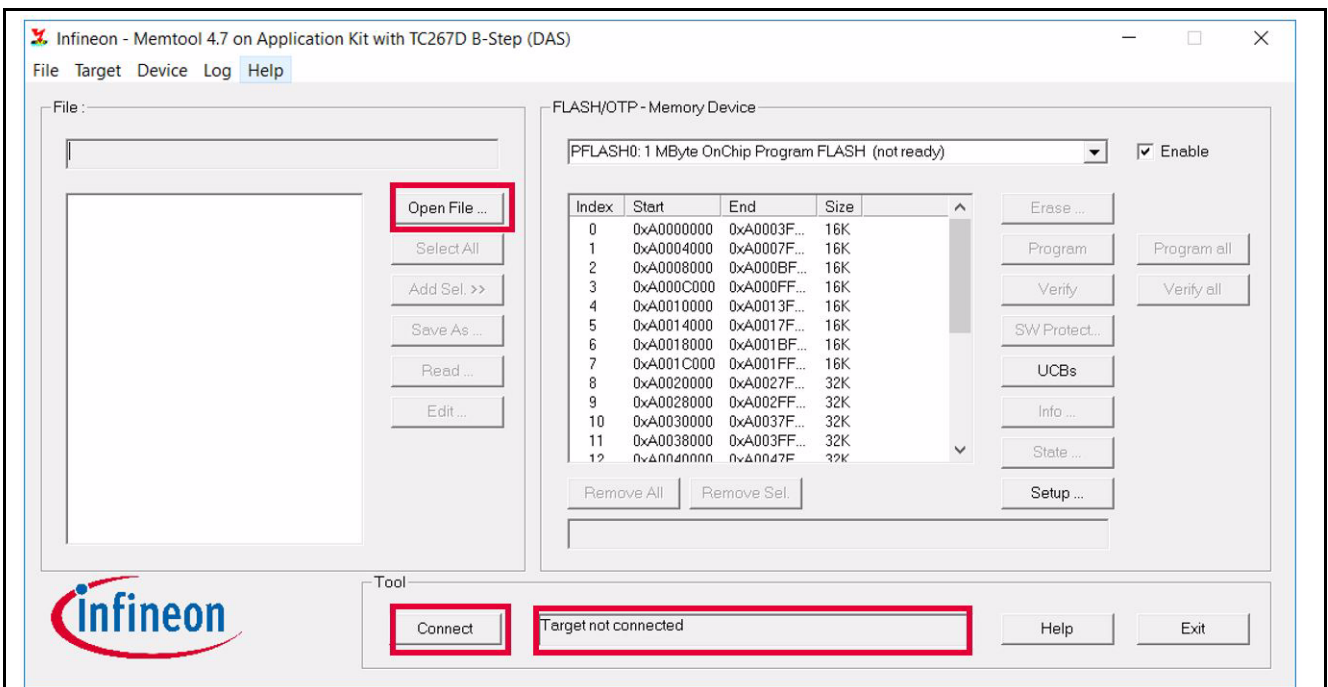 Infineon - Memtool 4.7 on Application Kit with TC267D B-Step (DAS)
File Target Device Log Help
File :
Open File ...
Select All
Add Sel. >>
Save As ...
Read ...
Edit ...
FLASH/OTP - Memory Device
PFLASH0: 1 MByte OnChip Program FLASH (not ready)
Enable
Index Start End Size
0 0xA0000000 0xA0003F... 16K
1 0xA0004000 0xA0007F... 16K
2 0xA0008000 0xA000BF... 16K
3 0xA000C000 0xA000FF... 16K
4 0xA0010000 0xA0013F... 16K
5 0xA0014000 0xA0017F... 16K
6 0xA0018000 0xA001BF... 16K
7 0xA001C000 0xA001FF... 16K
8 0xA0020000 0xA0027F... 32K
9 0xA0028000 0xA002FF... 32K
10 0xA0030000 0xA0037F... 32K
11 0xA0038000 0xA003FF... 32K
12 0xA0040000 0xA0047F... 32K
Erase ...
Program Program all
Verify Verify all
SW Protect...
UCBs
Info ...
State ...
Setup ...
Remove All Remove Sel.
infineon
Tool
Connect
Target not connected
Help
Exit